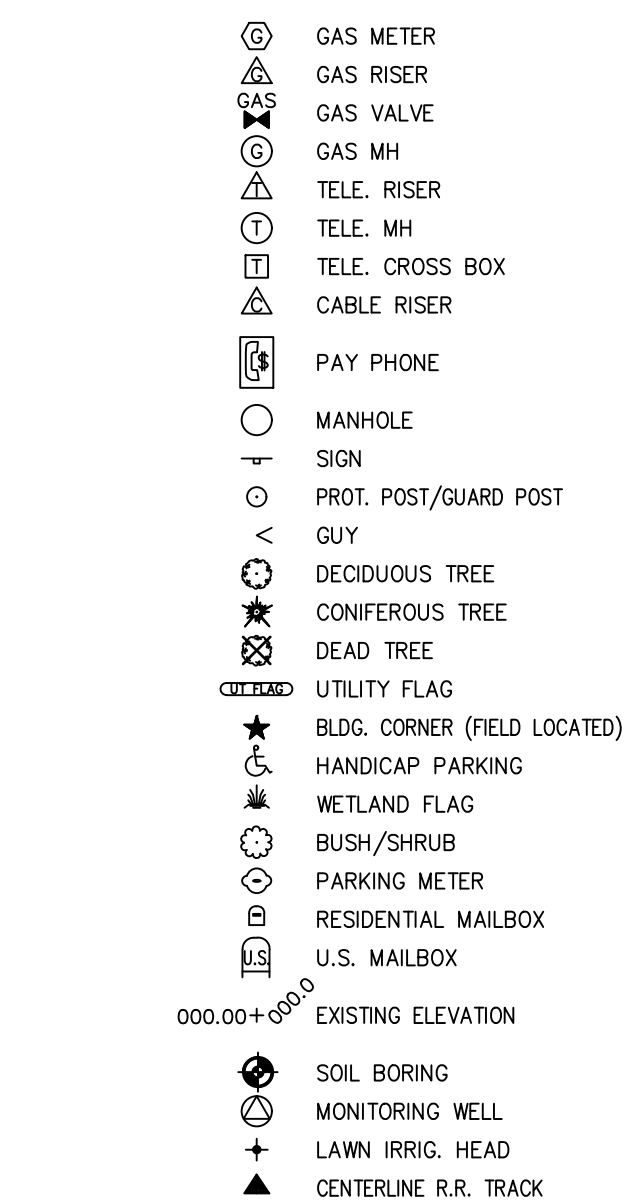 G GAS METER
G GAS RISER
GAS GAS VALVE
G GAS MH
T TELE. RISER
T TELE. MH
T TELE. CROSS BOX
C CABLE RISER
$ PAY PHONE
MANHOLE
SIGN
PROT. POST/GUARD POST
GUY
DECIDUOUS TREE
CONIFEROUS TREE
DEAD TREE
UT FLAG UTILITY FLAG
BLDG. CORNER (FIELD LOCATED)
HANDICAP PARKING
WETLAND FLAG
BUSH/SHRUB
PARKING METER
RESIDENTIAL MAILBOX
U.S. U.S. MAILBOX
000.00+000.0 EXISTING ELEVATION
SOIL BORING
MONITORING WELL
LAWN IRRIG. HEAD
CENTERLINE R.R. TRACK